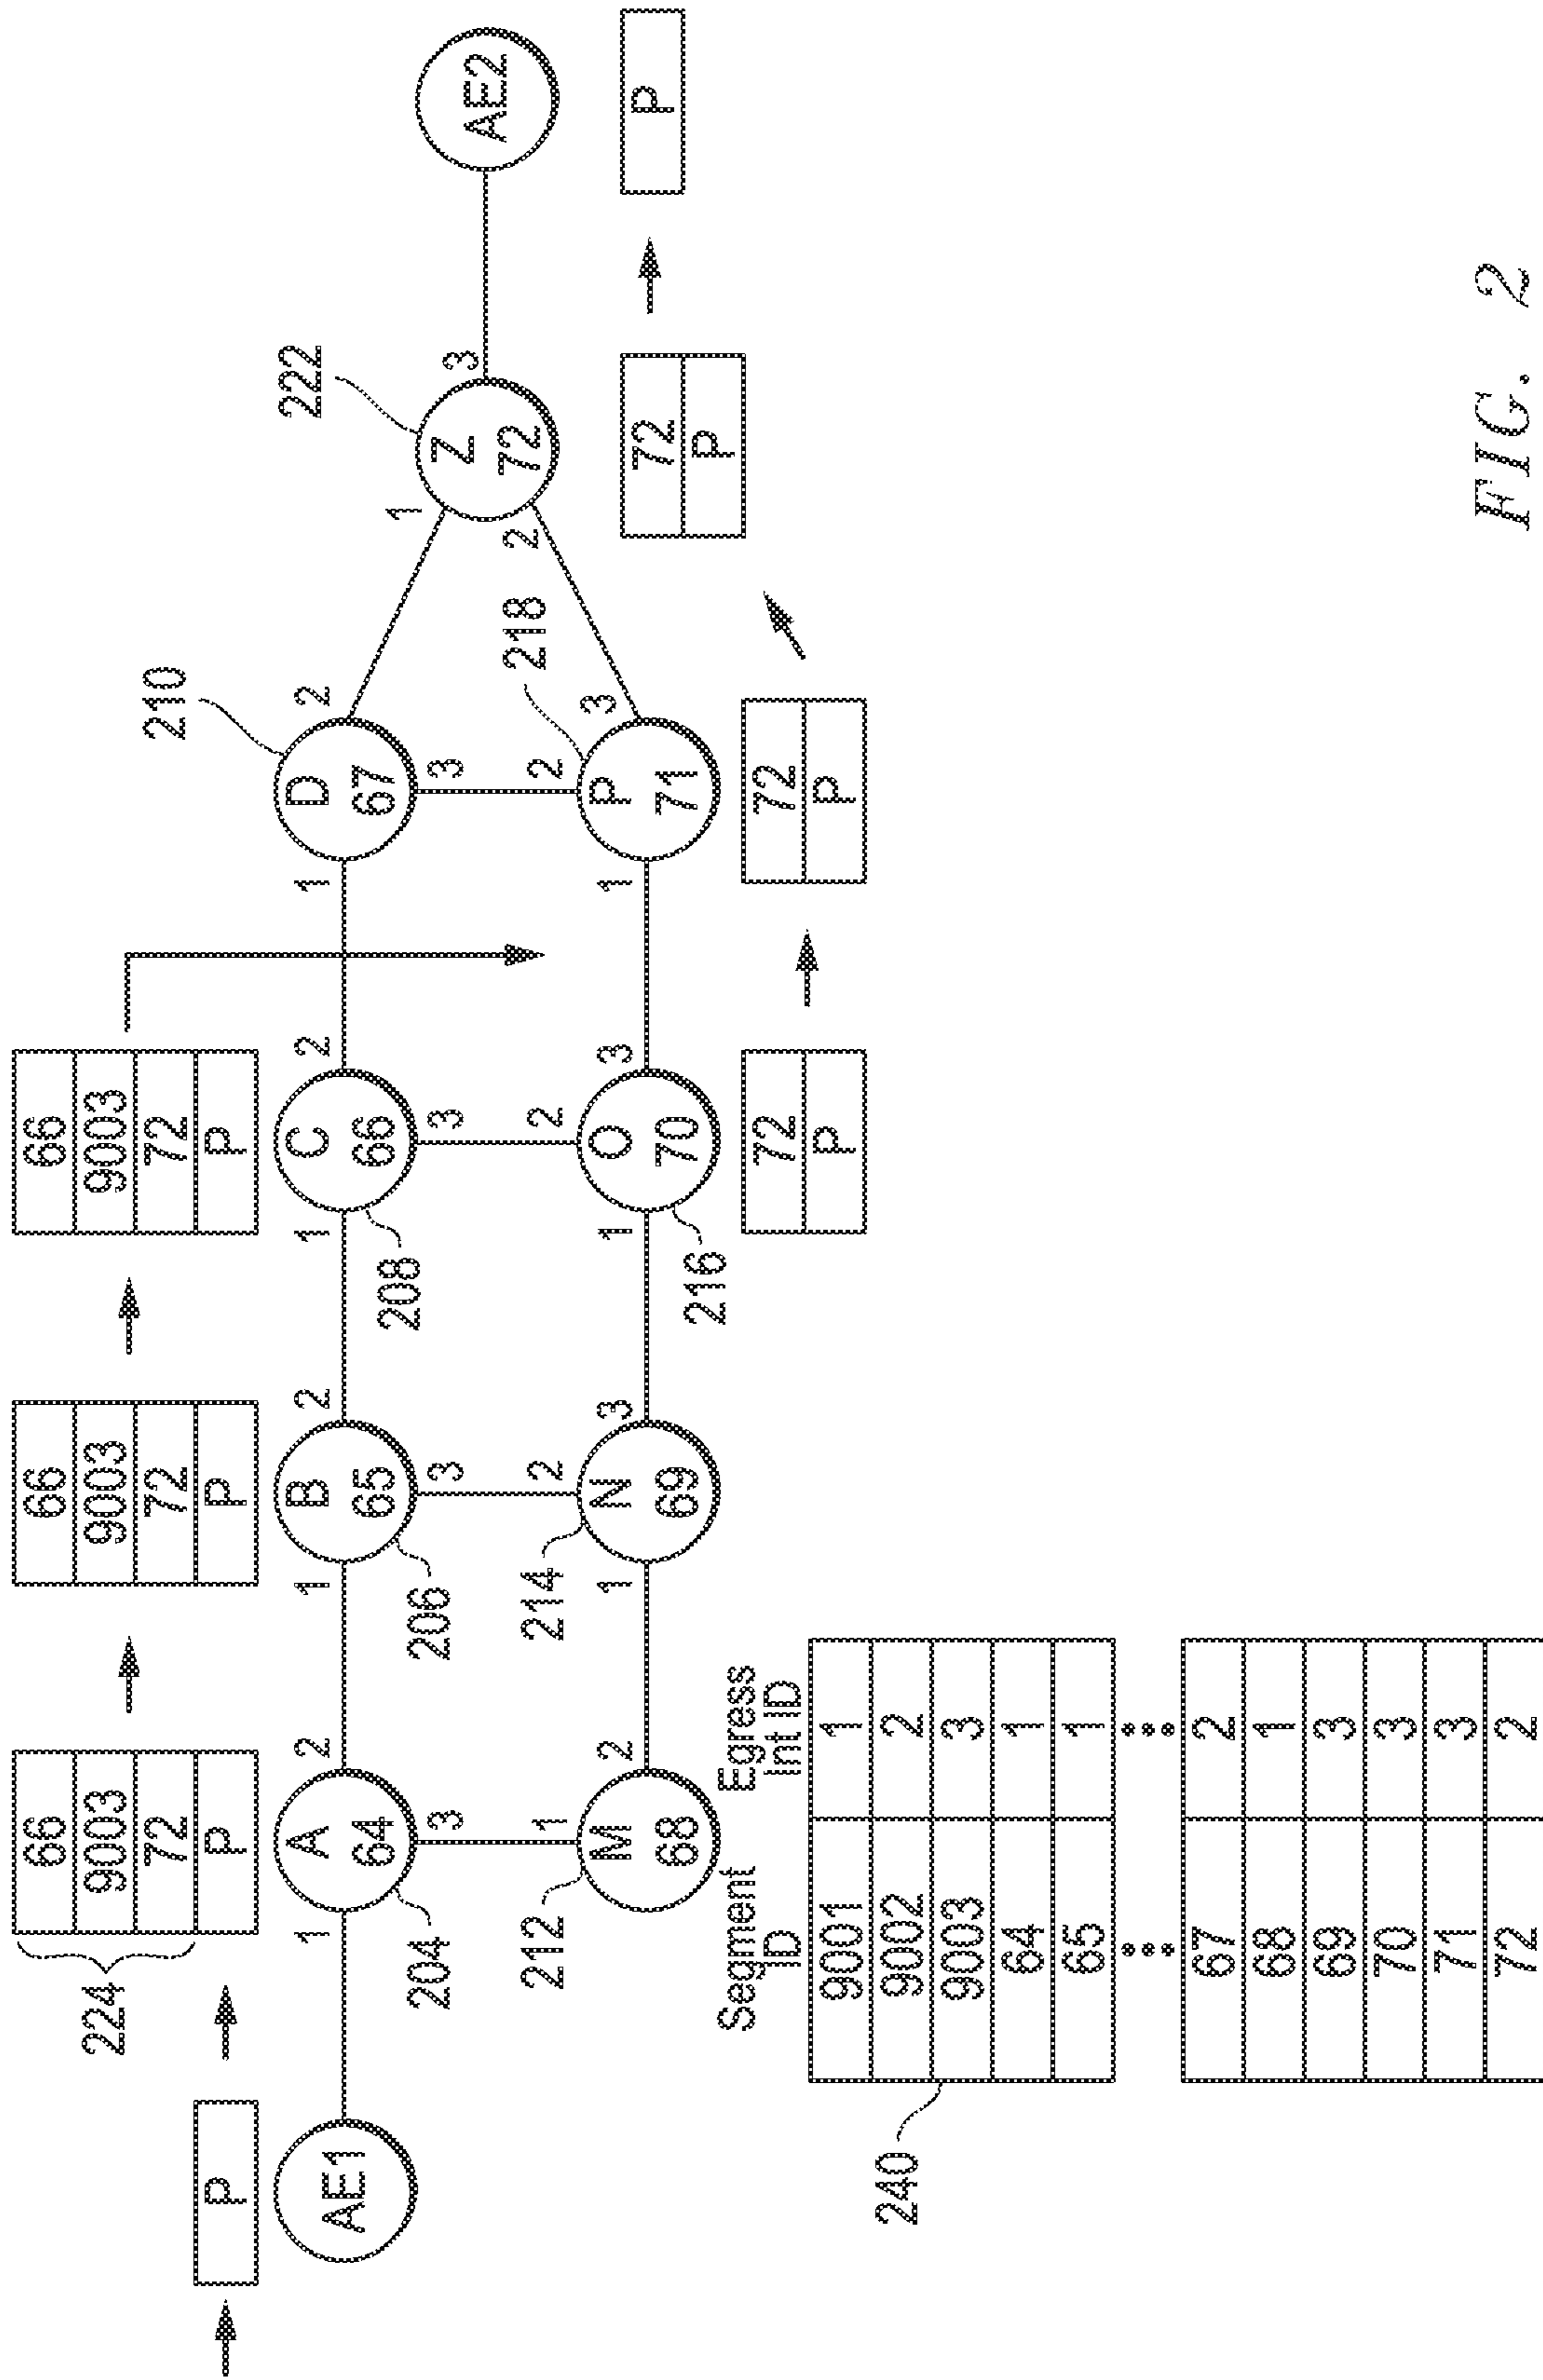 P
224
66
9003
72
P
66
9003
72
P
66
9003
72
P
AE1
1
A
64
2
3
204
1
B
65
2
3
206
1
C
66
2
3
208
1
D
67
2
3
210
1
Z
72
2
3
222
AE2
1
M
68
2
212
2
N
69
1
3
214
2
O
70
1
3
216
2
P
71
1
3
218
72
P
72
P
72
P
P
Segment
ID
Egress
Int ID
9001 1
9002 2
9003 3
64 1
65 1
67 2
68 1
69 3
70 3
71 3
72 2
240
FIG. 2